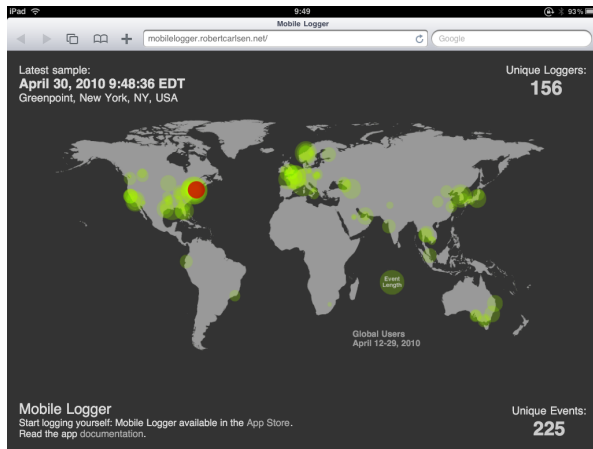 iPad 9:49 93%
Mobile Logger
mobilelogger.robertcarlsen.net/
Google
Latest sample:
April 30, 2010 9:48:36 EDT
Greenpoint, New York, NY, USA
Unique Loggers:
156
Event
Length
Global Users
April 12-29, 2010
Mobile Logger
Start logging yourself: Mobile Logger available in the App Store.
Read the app documentation.
Unique Events:
225